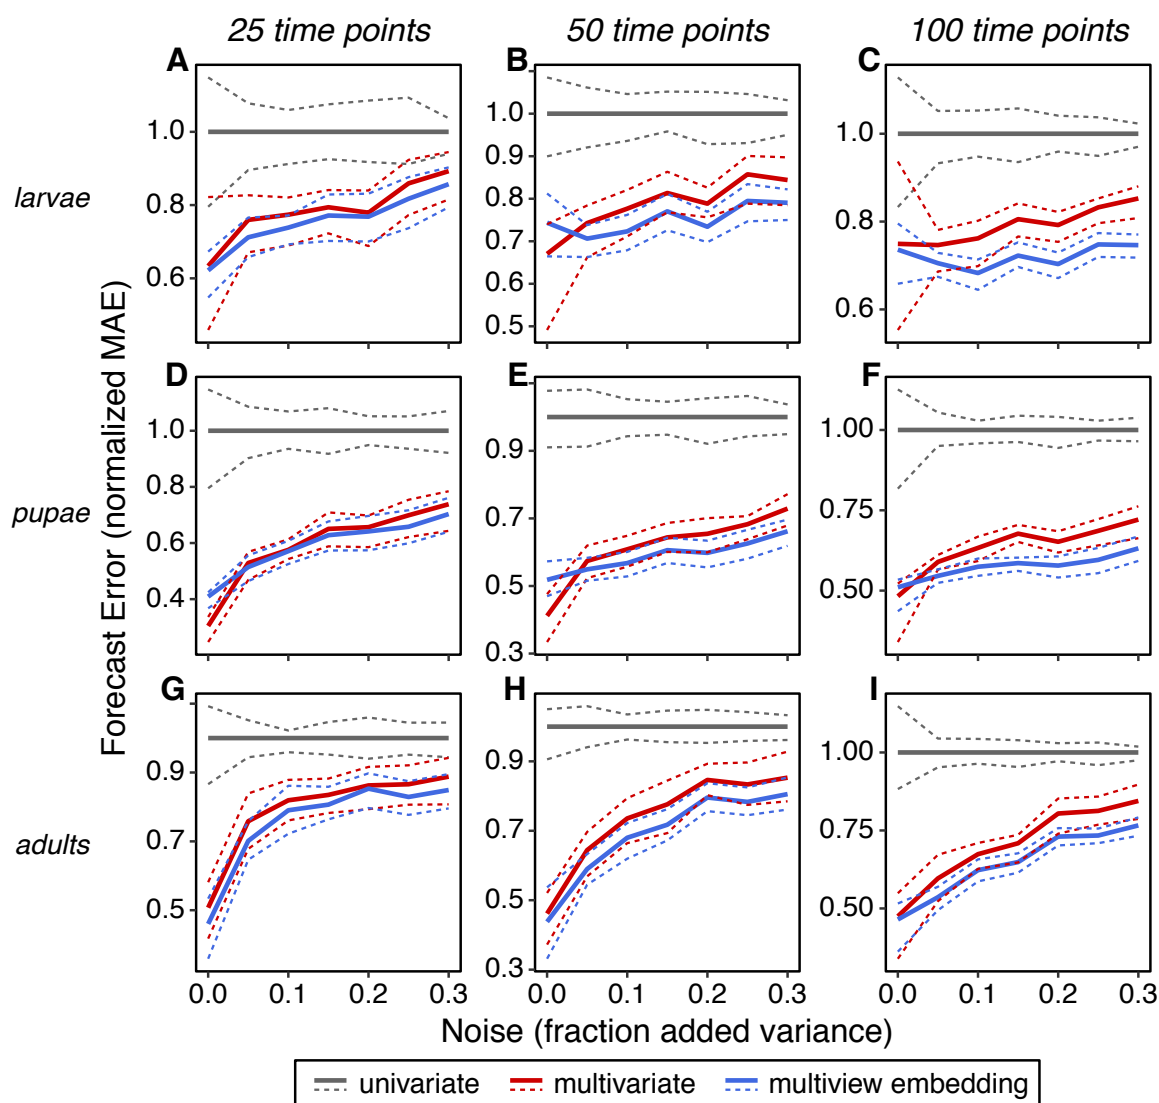 25 time points 50 time points 100 time points
A B C
1.0 0.8 0.6
1.0 0.9 0.8 0.7 0.6 0.5
1.0 0.8 0.6
larvae
D E F
1.0 0.8 0.6 0.4
0.9 0.7 0.5 0.3
1.00 0.75 0.50
pupae
Forecast Error (normalized MAE)
G H I
0.9 0.7 0.5
0.9 0.7 0.5 0.3
1.00 0.75 0.50
adults
0.0 0.1 0.2 0.3 0.0 0.1 0.2 0.3 0.0 0.1 0.2 0.3
Noise (fraction added variance)
univariate multivariate multiview embedding